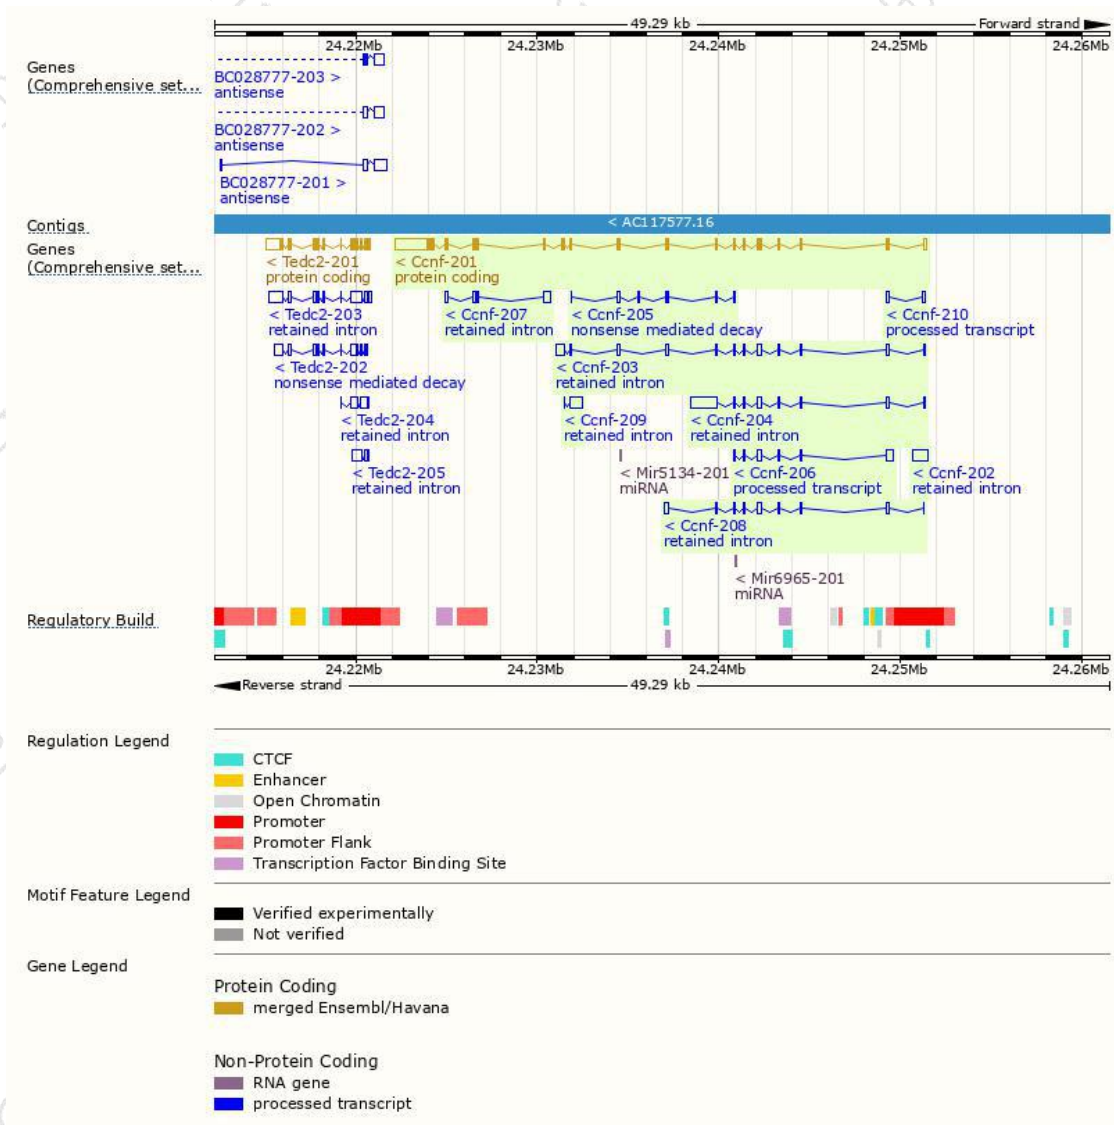 49.29 kb Forward strand
24.22Mb 24.23Mb 24.24Mb 24.25Mb 24.26Mb
Genes
(Comprehensive set...
BC028777-203 >
antisense
BC028777-202 >
antisense
BC028777-201 >
antisense
Contigs
< AC117577.16
Genes
(Comprehensive set...
< Tedc2-201 < Ccnf-201
protein coding protein coding
< Tedc2-203 < Ccnf-207 < Ccnf-205 < Ccnf-210
retained intron retained intron nonsense mediated decay processed transcript
< Tedc2-202 < Ccnf-203
nonsense mediated decay retained intron
< Tedc2-204 < Ccnf-209 < Ccnf-204
retained intron retained intron retained intron
< Tedc2-205 < Mir5134-201 < Ccnf-206 < Ccnf-202
retained intron miRNA processed transcript retained intron
< Ccnf-208
retained intron
< Mir6965-201
miRNA
Regulatory Build
24.22Mb 24.23Mb 24.24Mb 24.25Mb 24.26Mb
Reverse strand 49.29 kb
Regulation Legend
CTCF
Enhancer
Open Chromatin
Promoter
Promoter Flank
Transcription Factor Binding Site
Motif Feature Legend
Verified experimentally
Not verified
Gene Legend
Protein Coding
merged Ensembl/Havana
Non-Protein Coding
RNA gene
processed transcript